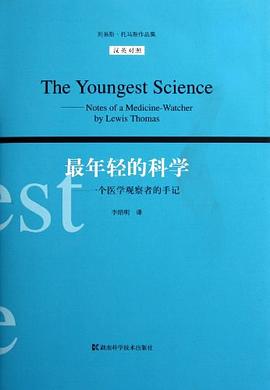 刘易斯·托马斯作品集
汉英对照
The Youngest Science
——Notes of a Medicine-Watcher
by Lewis Thomas
最年轻的科学
——一个医学观察者的手记
est
李绍明 译
e
湖南科学技术出版社